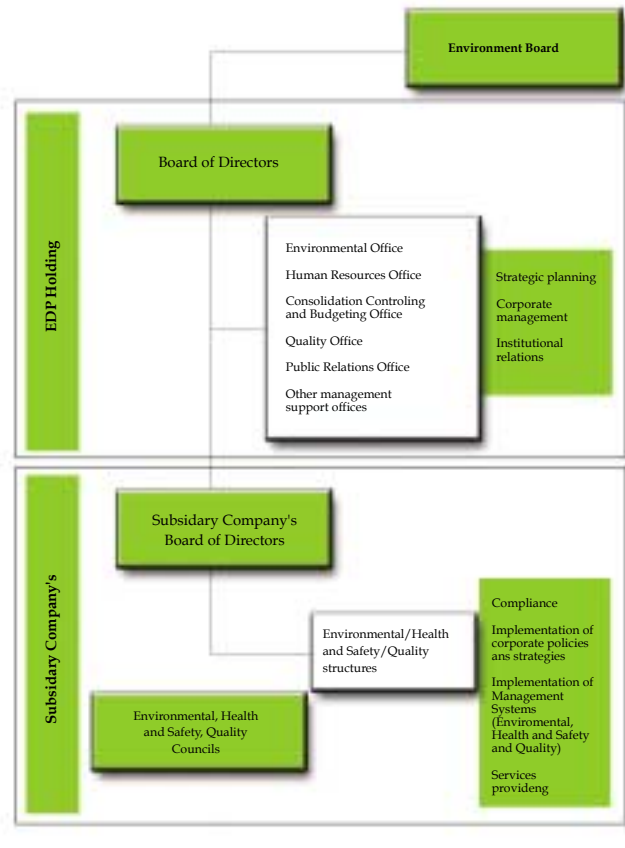 Environment Board
EDP Holding
Board of Directors
Environmental Office
Human Resources Office
Consolidation Controling
and Budgeting Office
Quality Office
Public Relations Office
Other management
support offices
Strategic planning
Corporate
management
Institutional
relations
Subsidary Company's
Subsidary Company's
Board of Directors
Environmental/Health
and Safety/Quality
structures
Environmental, Health
and Safety, Quality
Councils
Compliance
Implementation of
corporate policies
ans strategies
Implementation of
Management
Systems
(Enviromental,
Health and Safety
and Quality)
Services
provideng